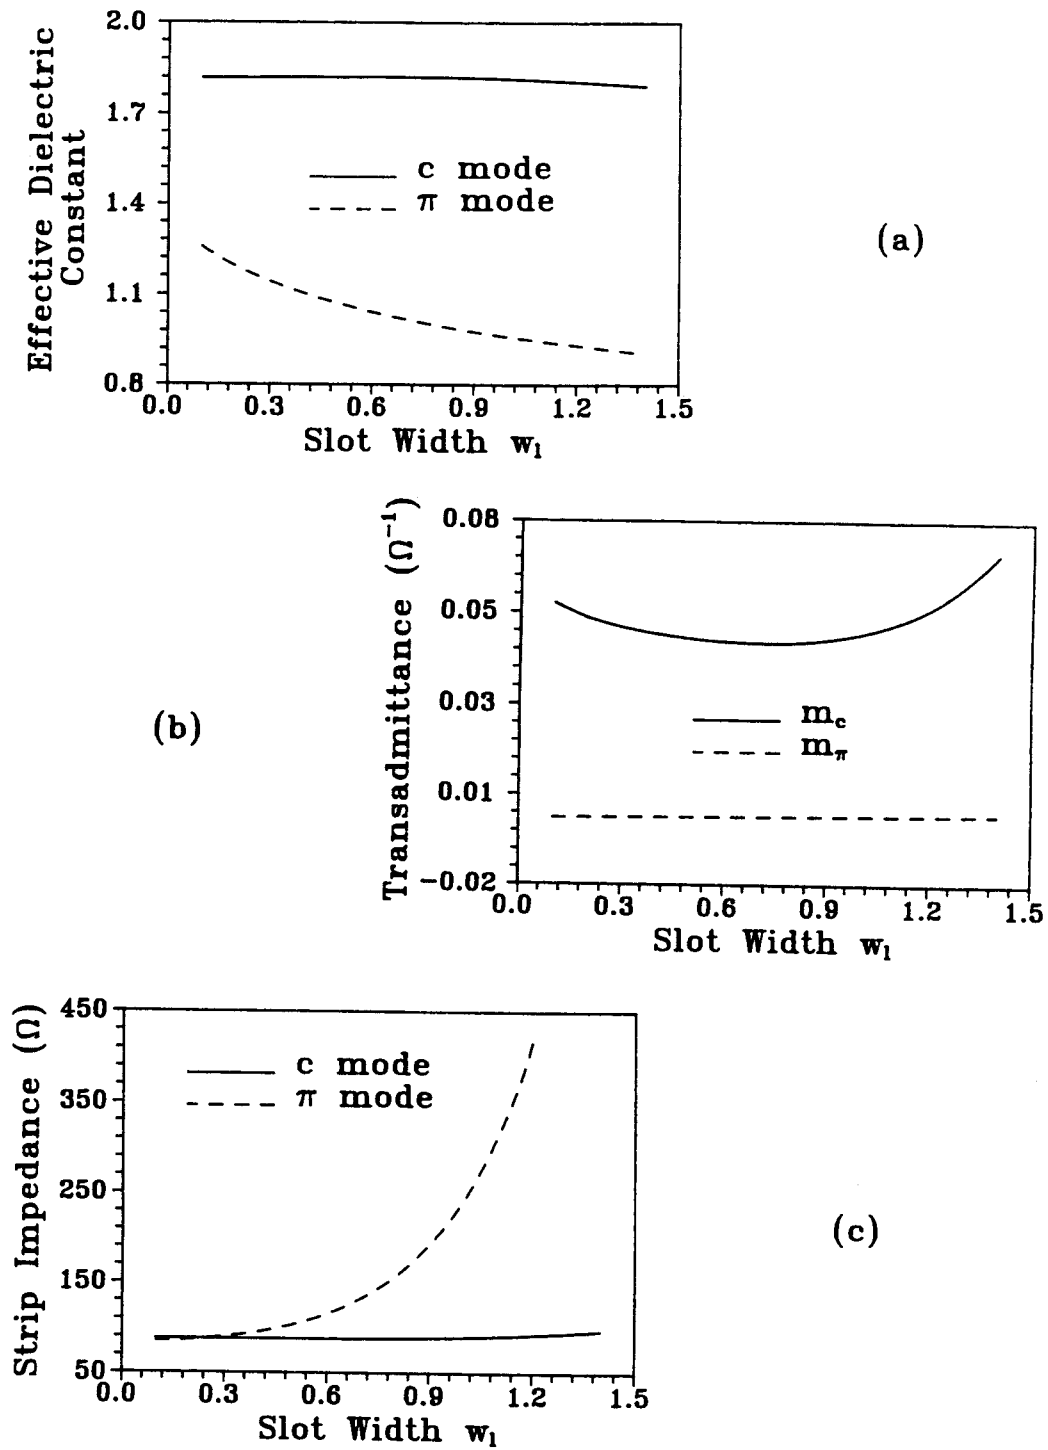 2.0
1.7
1.4
1.1
0.8
Effective Dielectric
Constant
c mode
π mode
0.0 0.3 0.6 0.9 1.2 1.5
Slot Width w₁
(a)
0.08
0.05
0.03
0.01
−0.02
Transadmittance (Ω⁻¹)
m_c
m_π
0.0 0.3 0.6 0.9 1.2 1.5
Slot Width w₁
(b)
450
350
250
150
50
Strip Impedance (Ω)
c mode
π mode
0.0 0.3 0.6 0.9 1.2 1.5
Slot Width w₁
(c)